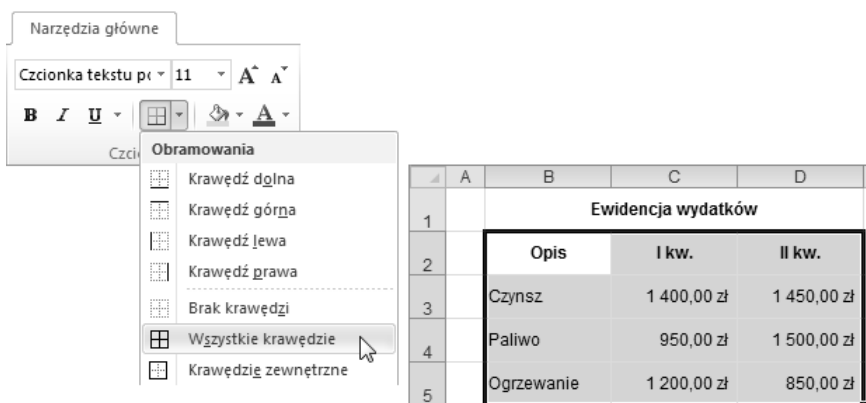 Narzędzia główne
Czcionka tekstu po 11 A A
B I U A
Czci
Obramowania
Krawędź dolna
Krawędź górna
Krawędź lewa
Krawędź prawa
Brak krawędzi
Wszystkie krawędzie
Krawędzie zewnętrzne
A B C D
1 Ewidencja wydatków
2 Opis I kw. II kw.
3 Czynsz 1 400,00 zł 1 450,00 zł
4 Paliwo 950,00 zł 1 500,00 zł
5 Ogrzewanie 1 200,00 zł 850,00 zł